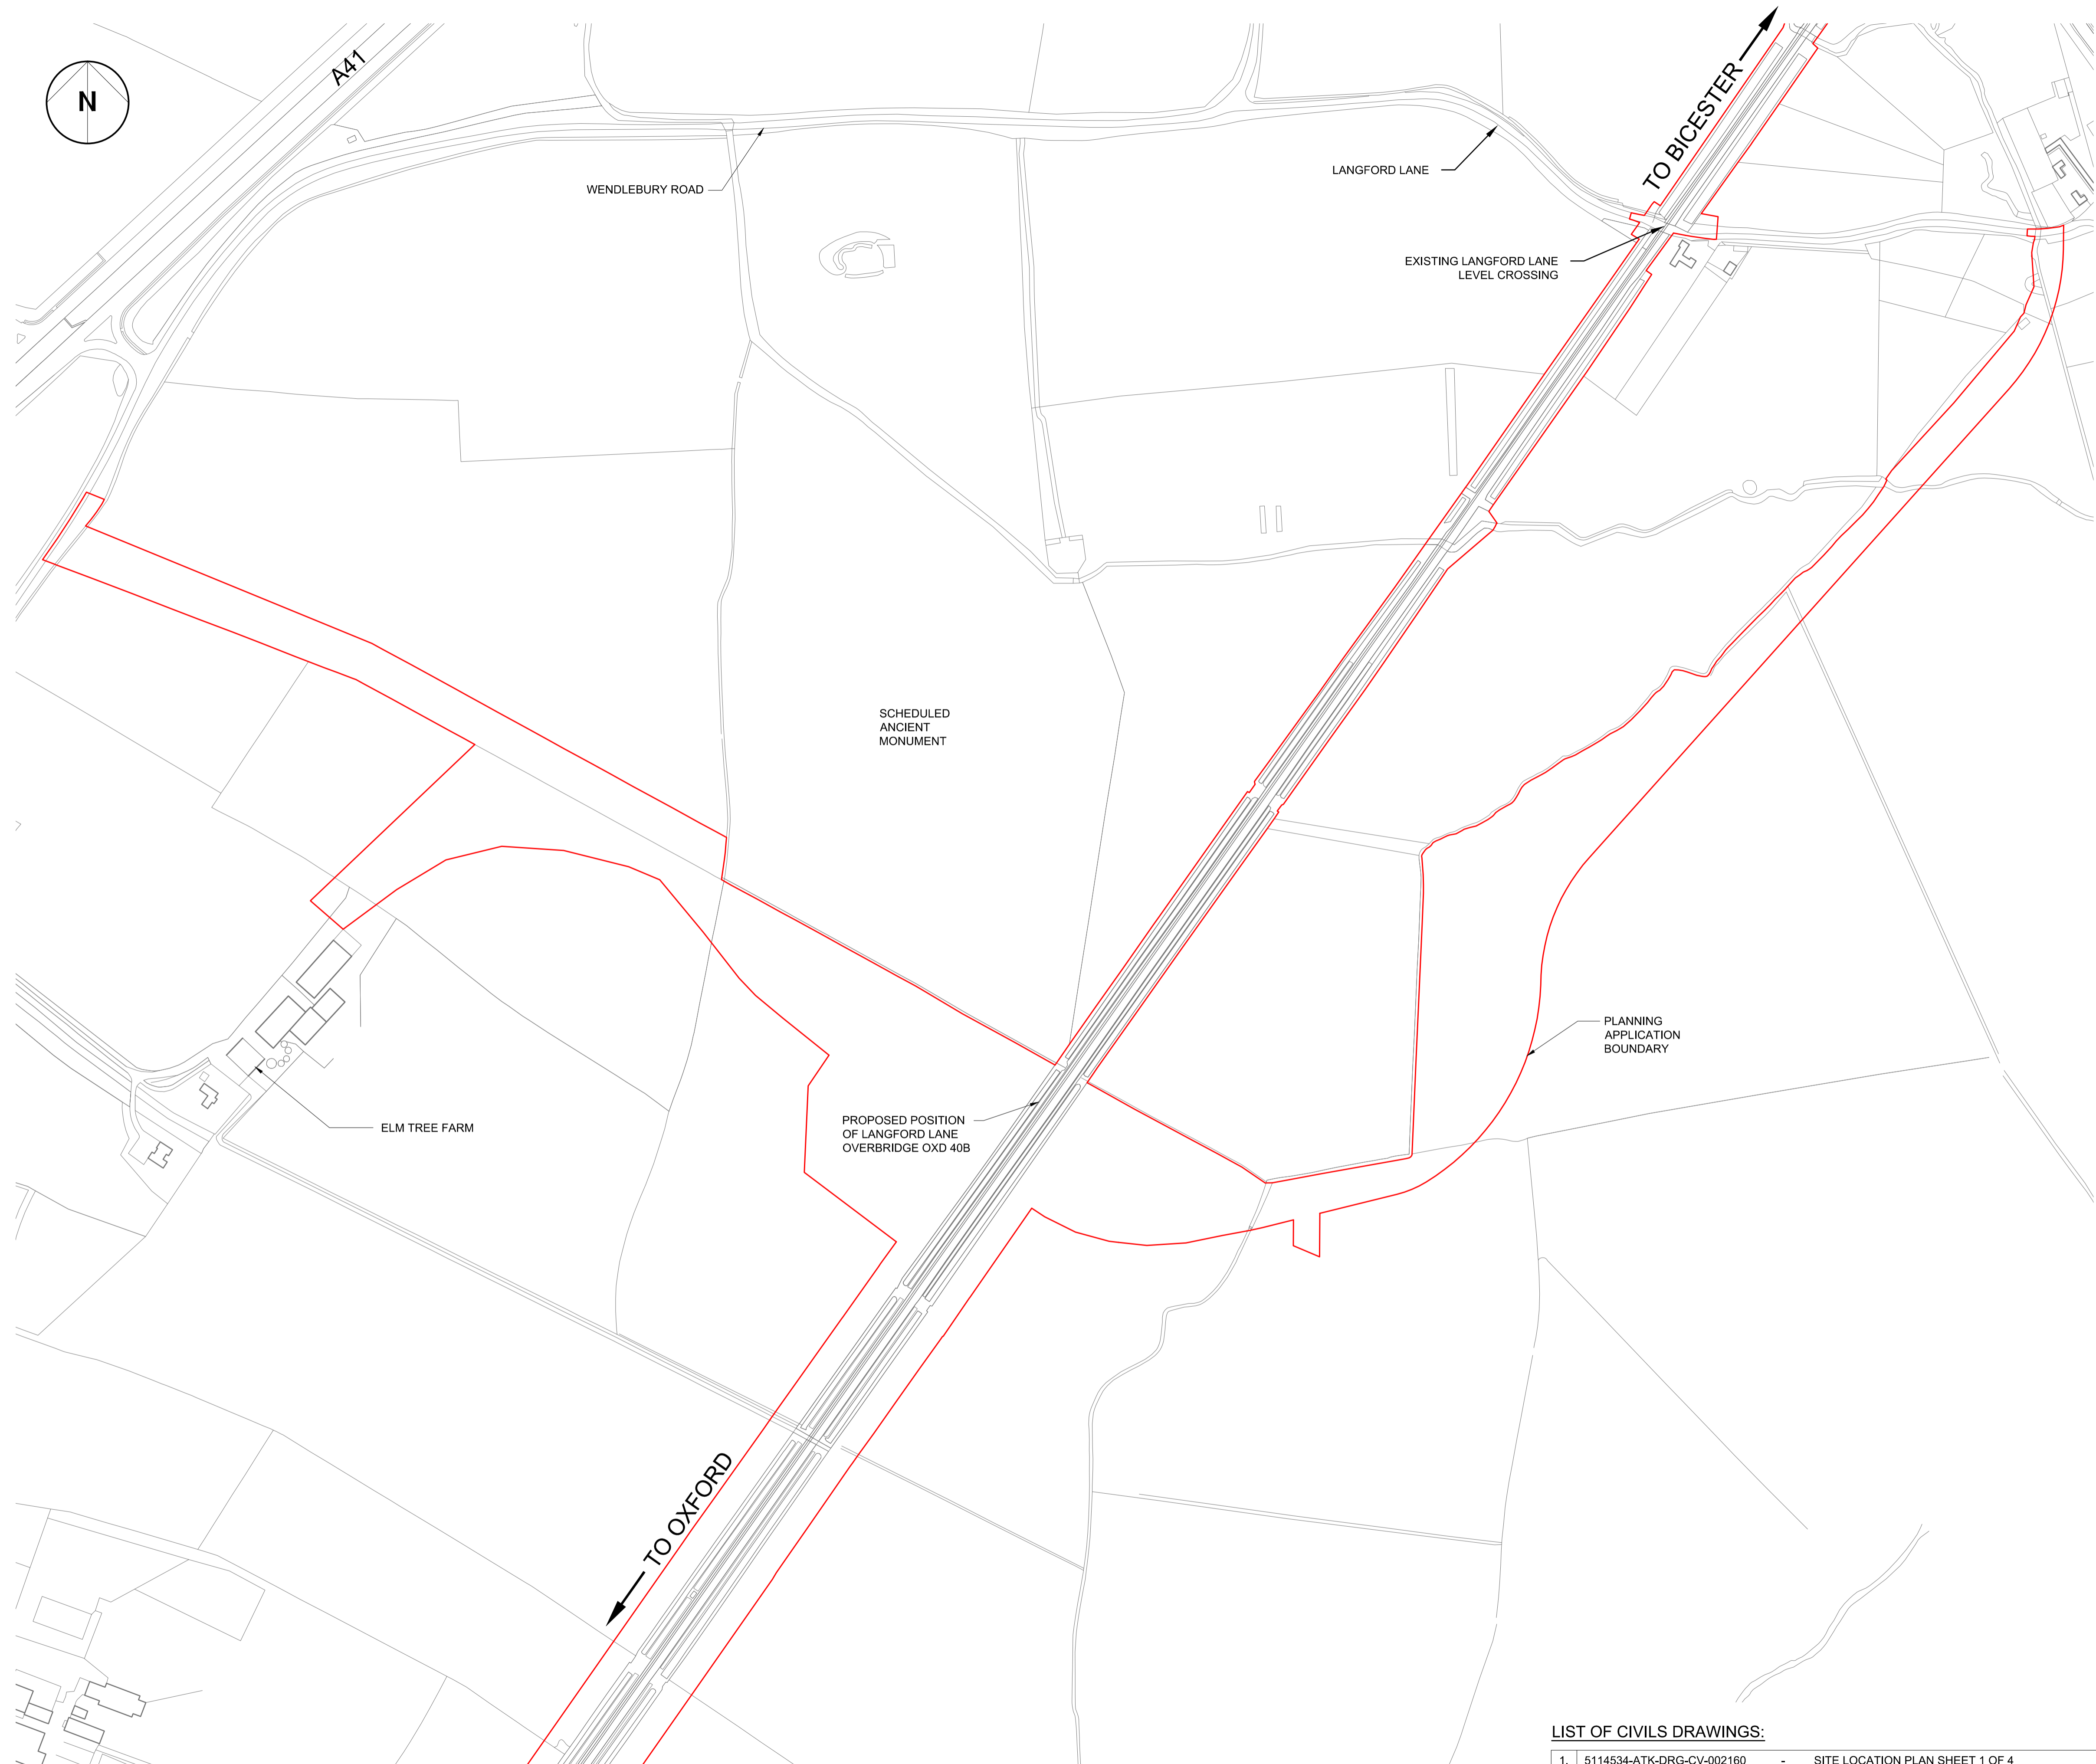 N
A41
WENDLEBURY ROAD
LANGFORD LANE
TO BICESTER
EXISTING LANGFORD LANE
LEVEL CROSSING
SCHEDULED
ANCIENT
MONUMENT
PLANNING
APPLICATION
BOUNDARY
ELM TREE FARM
PROPOSED POSITION
OF LANGFORD LANE
OVERBRIDGE OXD 40B
TO OXFORD
LIST OF CIVILS DRAWINGS:
1. 5114534-ATK-DRG-CV-002160 - SITE LOCATION PLAN SHEET 1 OF 4